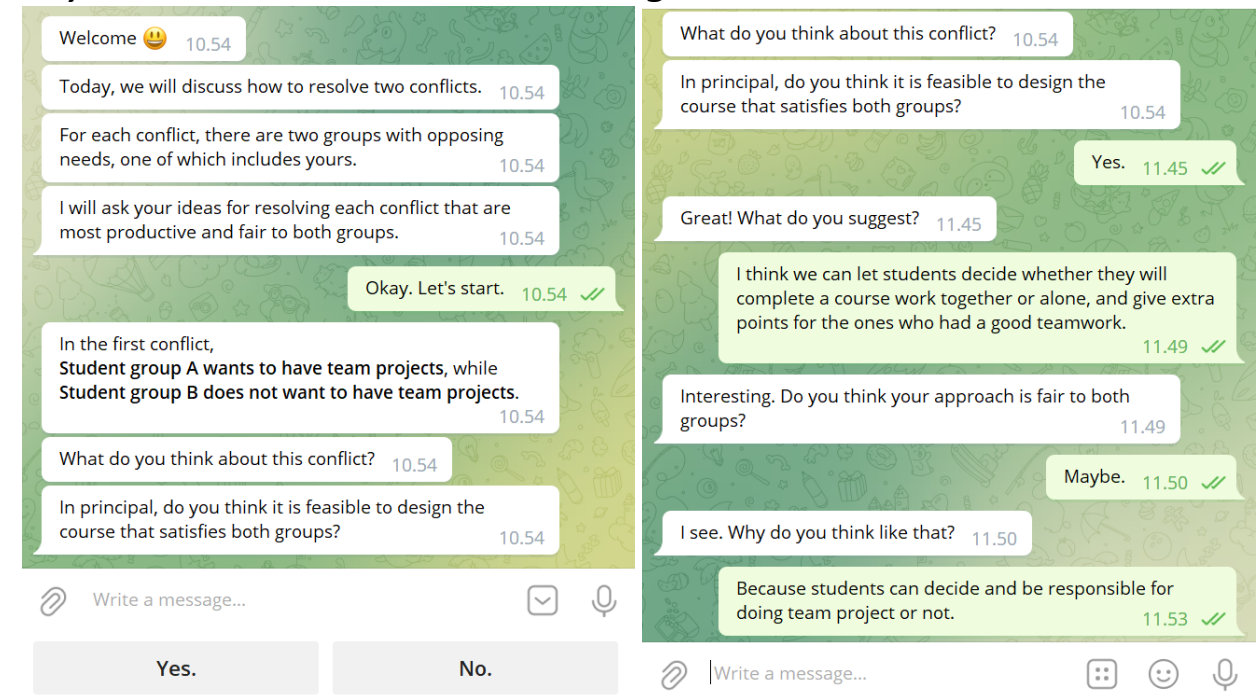 Welcome 😃 10.54
Today, we will discuss how to resolve two conflicts. 10.54
For each conflict, there are two groups with opposing
needs, one of which includes yours. 10.54
I will ask your ideas for resolving each conflict that are
most productive and fair to both groups. 10.54
Okay. Let's start. 10.54
In the first conflict,
Student group A wants to have team projects, while
Student group B does not want to have team projects.
10.54
What do you think about this conflict? 10.54
In principal, do you think it is feasible to design the
course that satisfies both groups? 10.54
Write a message...
Yes. No.
What do you think about this conflict? 10.54
In principal, do you think it is feasible to design the
course that satisfies both groups? 10.54
Yes. 11.45
Great! What do you suggest? 11.45
I think we can let students decide whether they will
complete a course work together or alone, and give extra
points for the ones who had a good teamwork.
11.49
Interesting. Do you think your approach is fair to both
groups? 11.49
Maybe. 11.50
I see. Why do you think like that? 11.50
Because students can decide and be responsible for
doing team project or not. 11.53
Write a message...